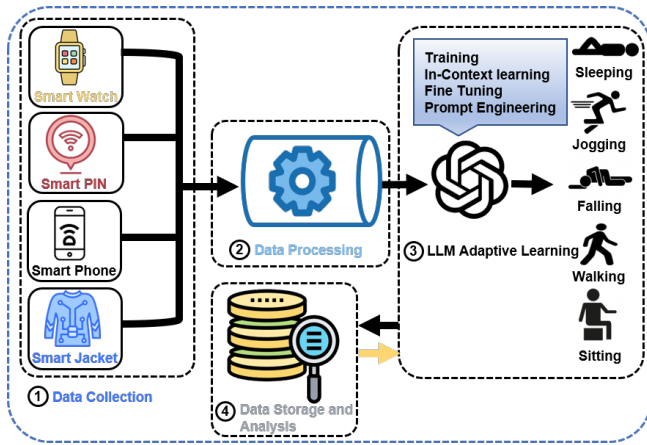 Smart Watch
Smart PIN
Smart Phone
Smart Jacket
1 Data Collection
2 Data Processing
Training
In-Context learning
Fine Tuning
Prompt Engineering
3 LLM Adaptive Learning
Sleeping
Jogging
Falling
Walking
Sitting
4 Data Storage and
Analysis